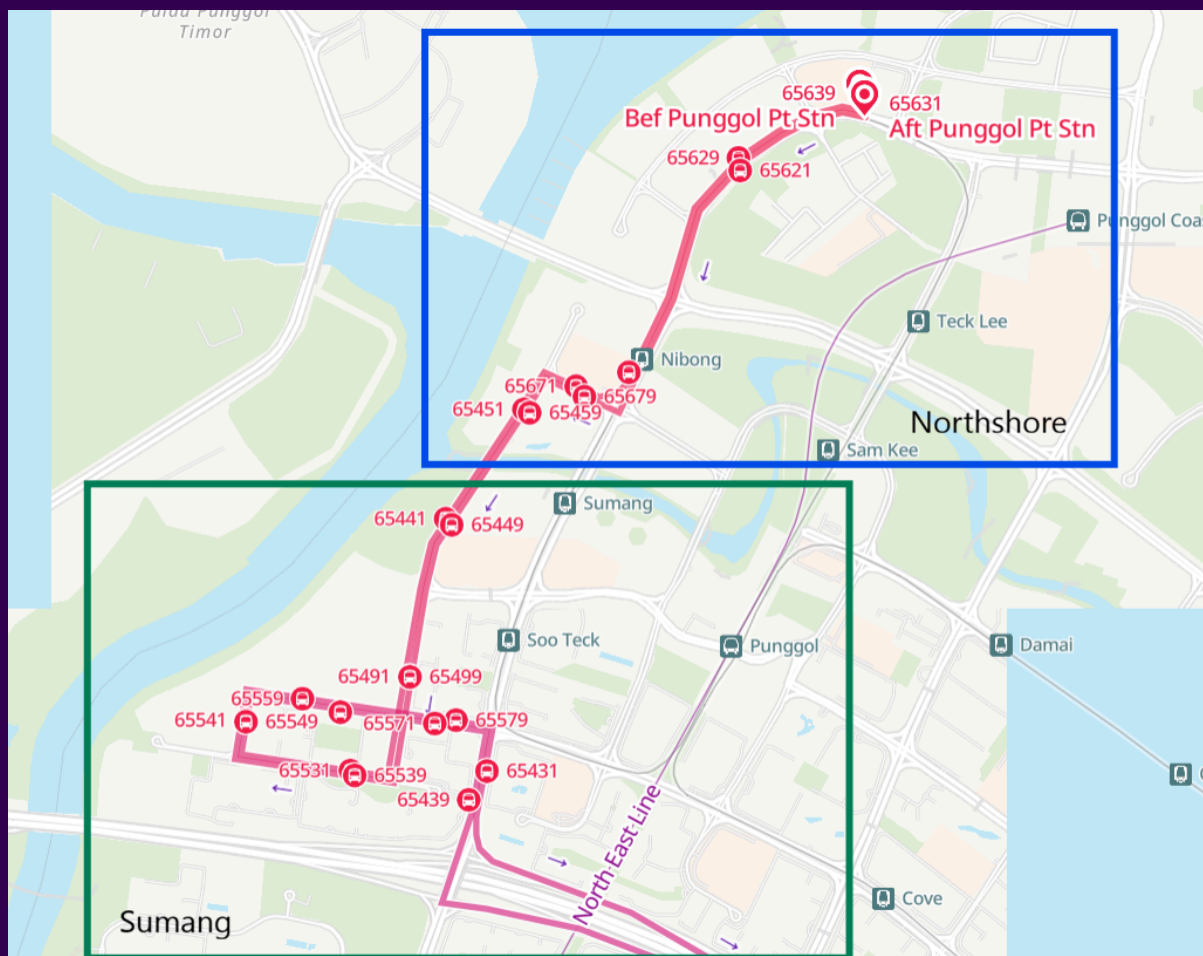 Pulau Punggol
Timor
65639
65631
Bef Punggol Pt Stn
Aft Punggol Pt Stn
65629
65621
Punggol Coas
Teck Lee
Nibong
65671
65679
65451
65459
Northshore
Sam Kee
Sumang
65441
65449
Soo Teck
Punggol
Damai
65491
65499
65559
65541
65549
65571
65579
65531
65539
65431
65439
North East Line
Cove
Sumang